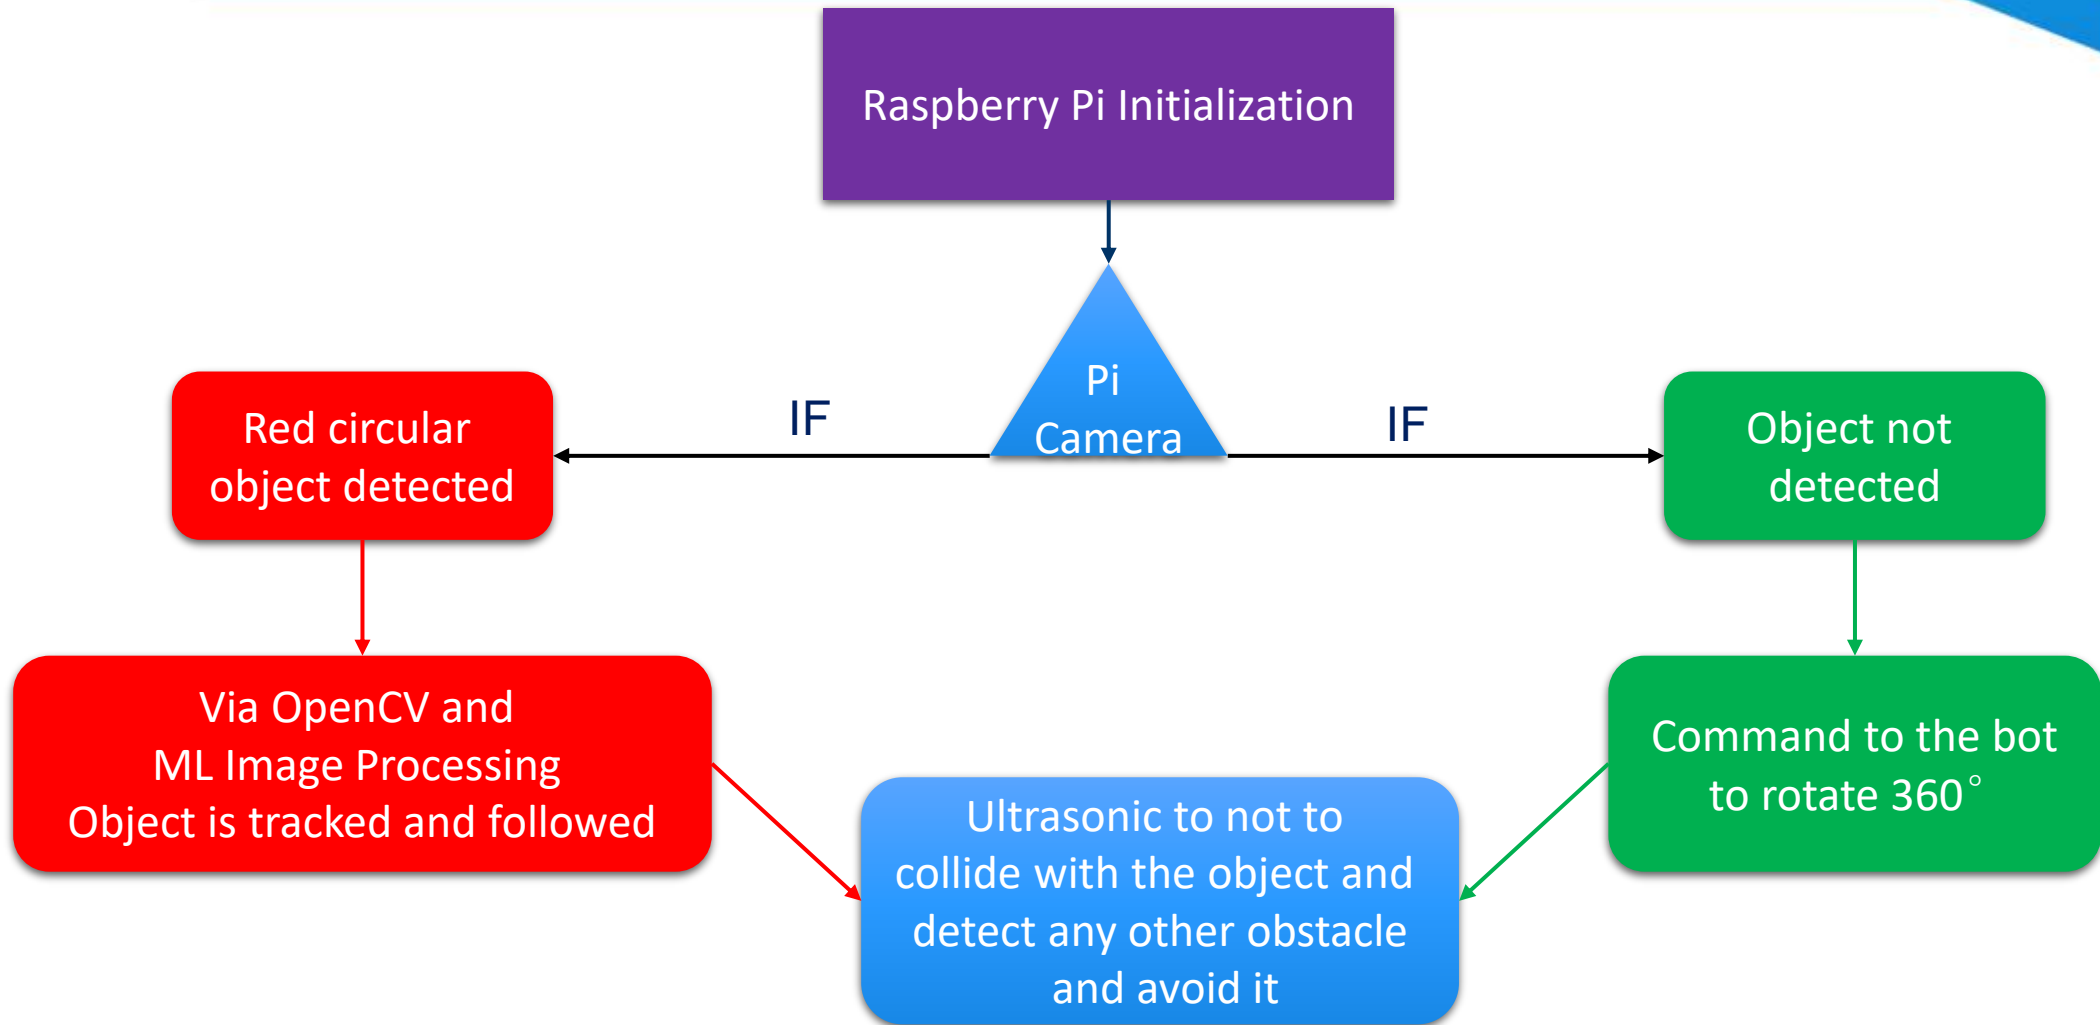 Raspberry Pi Initialization
Pi
Camera
IF
IF
Red circular
object detected
Object not
detected
Via OpenCV and
ML Image Processing
Object is tracked and followed
Command to the bot
to rotate 360°
Ultrasonic to not to
collide with the object and
detect any other obstacle
and avoid it